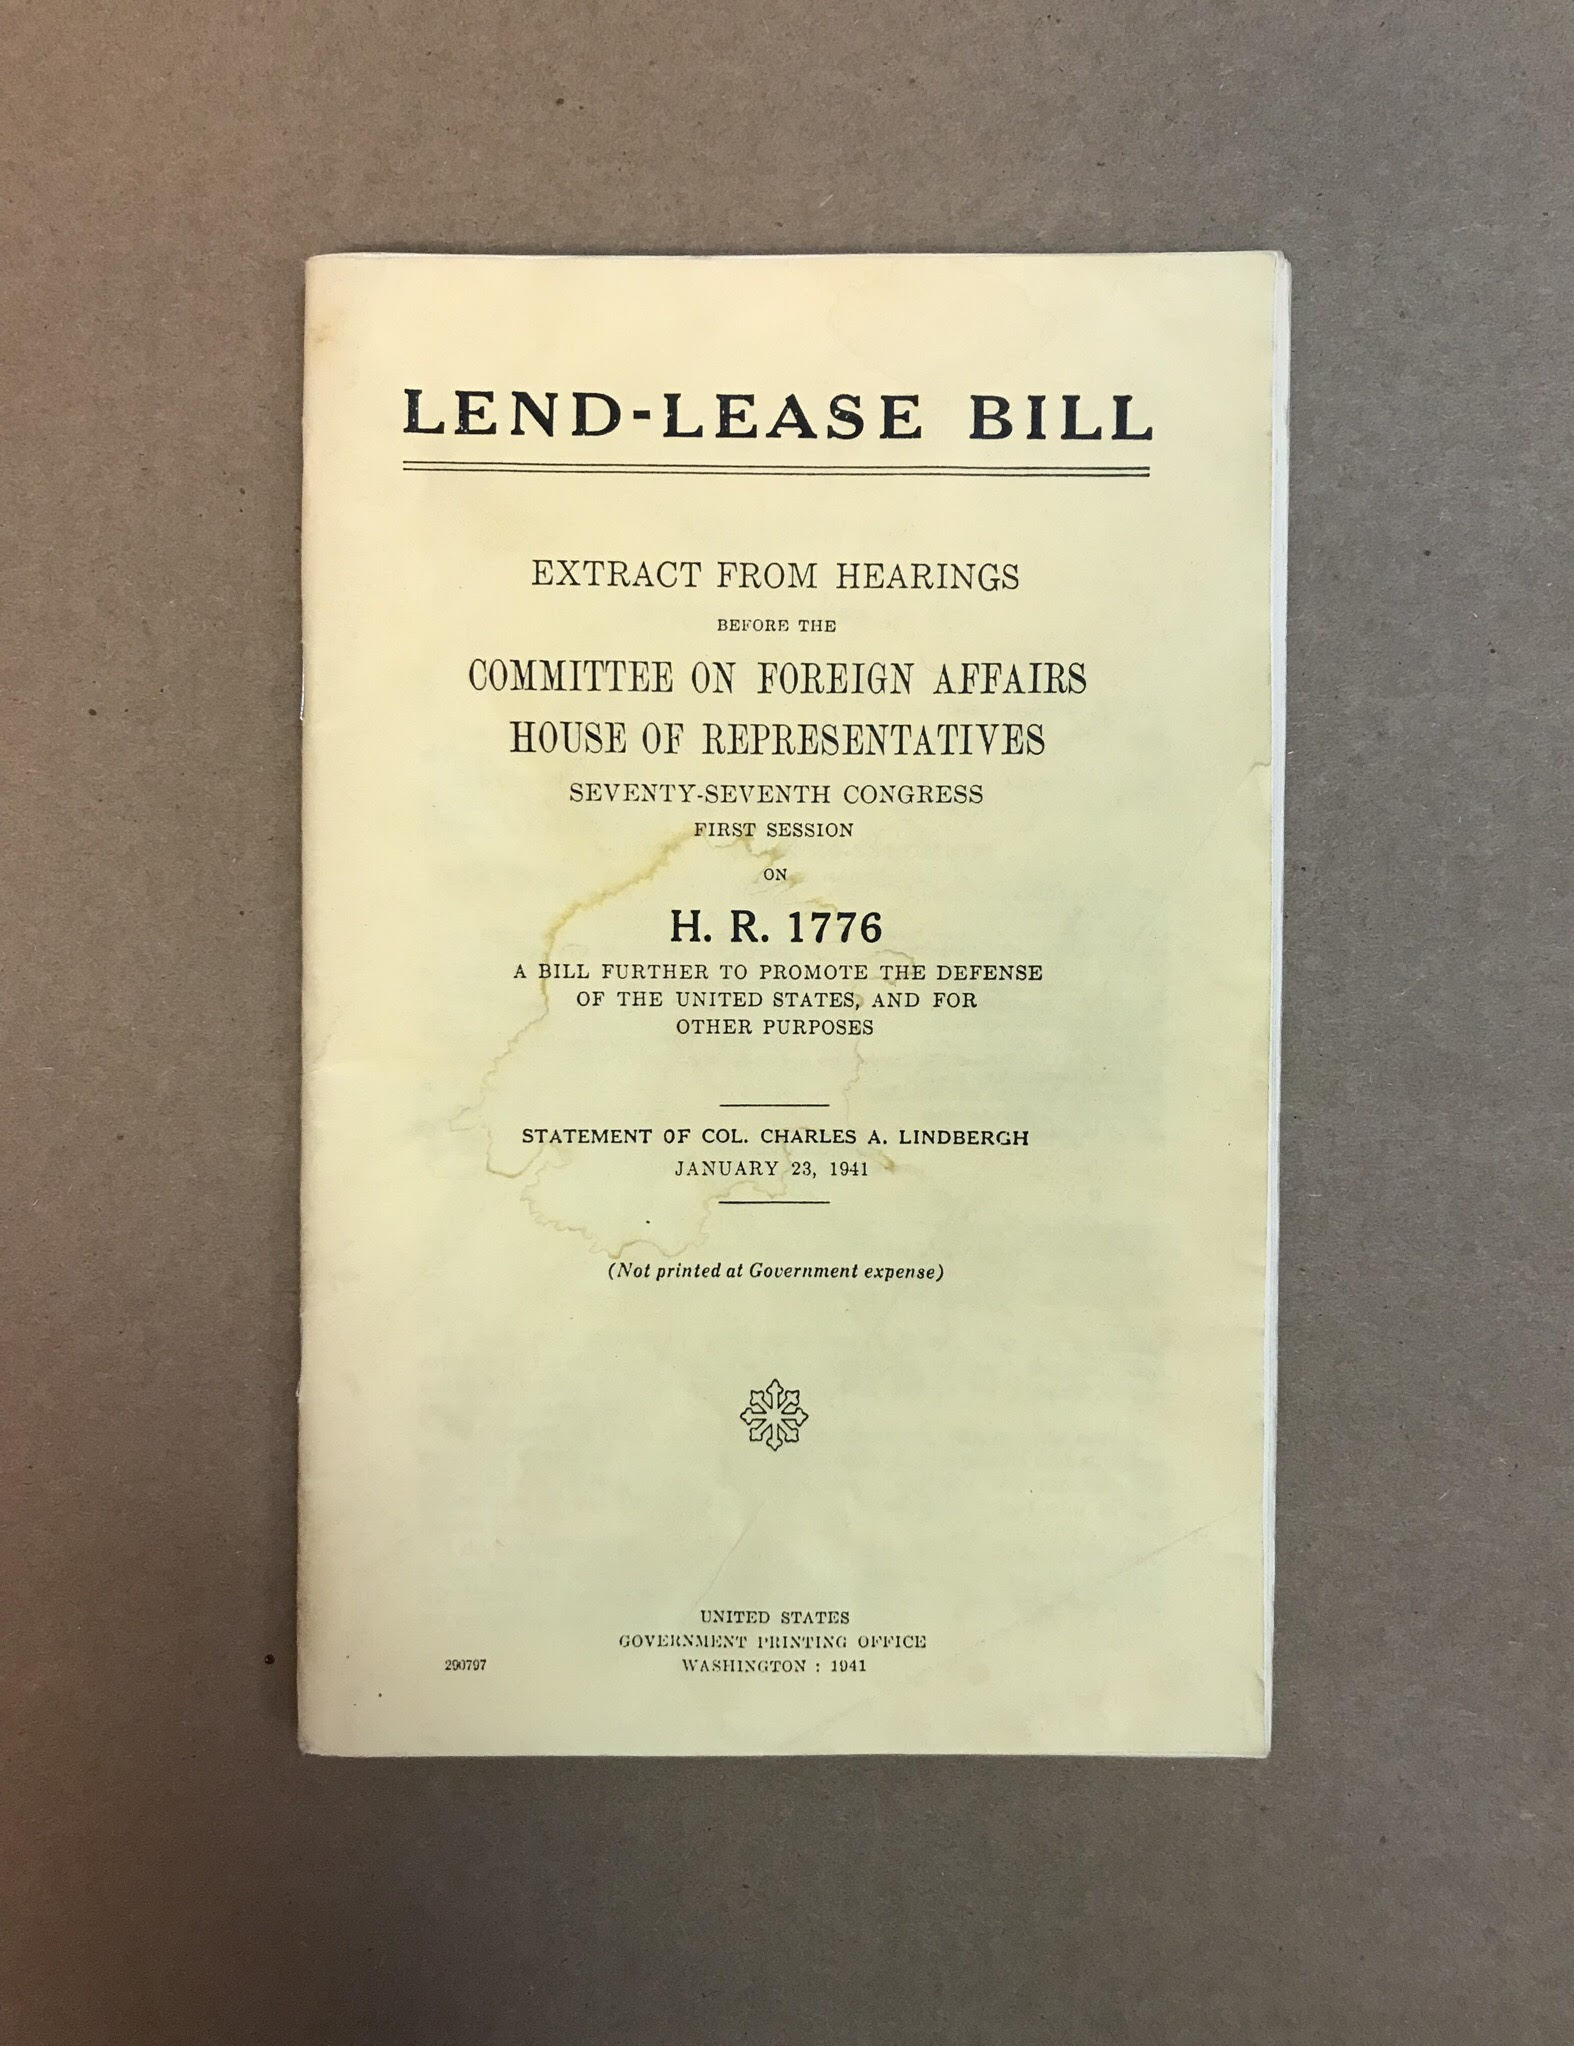 LEND-LEASE BILL
EXTRACT FROM HEARINGS
BEFORE THE
COMMITTEE ON FOREIGN AFFAIRS
HOUSE OF REPRESENTATIVES
SEVENTY-SEVENTH CONGRESS
FIRST SESSION
ON
H. R. 1776
A BILL FURTHER TO PROMOTE THE DEFENSE
OF THE UNITED STATES, AND FOR
OTHER PURPOSES
STATEMENT OF COL. CHARLES A. LINDBERGH
JANUARY 23, 1941
(Not printed at Government expense)
UNITED STATES
GOVERNMENT PRINTING OFFICE
290797 WASHINGTON : 1941